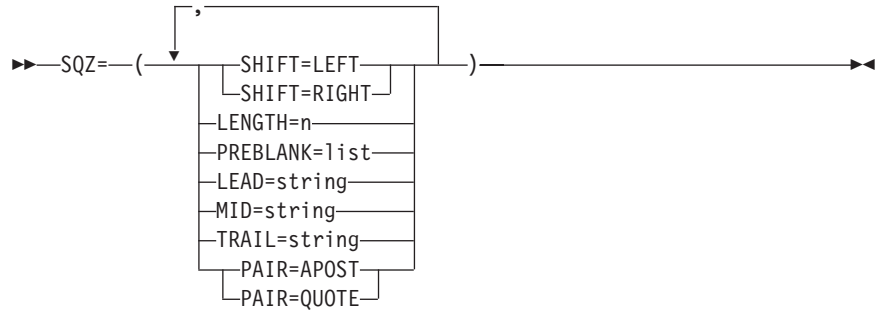 ,
SQZ= ( SHIFT=LEFT )
SHIFT=RIGHT
LENGTH=n
PREBLANK=list
LEAD=string
MID=string
TRAIL=string
PAIR=APOST
PAIR=QUOTE